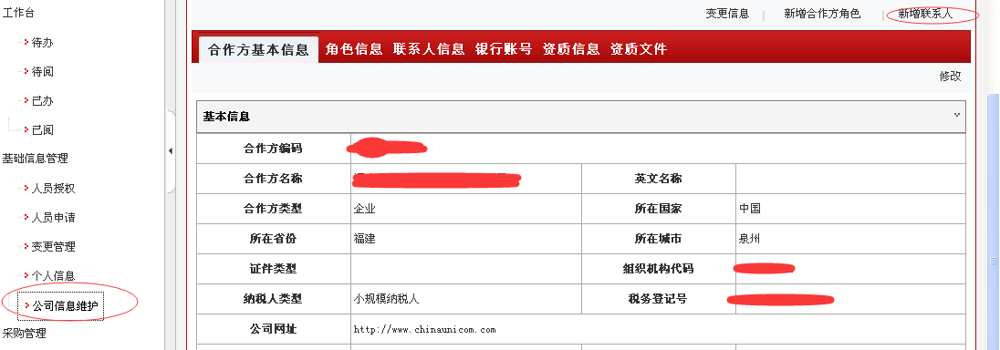 工作台
待办
待阅
已办
已阅
基础信息管理
人员授权
人员申请
变更管理
个人信息
公司信息维护
采购管理
变更信息 | 新增合作方角色 | 新增联系人
合作方基本信息 角色信息 联系人信息 银行账号 资质信息 资质文件
修改
基本信息
合作方编码
合作方名称 英文名称
合作方类型 企业 所在国家 中国
所在省份 福建 所在城市 泉州
证件类型 组织机构代码
纳税人类型 小规模纳税人 税务登记号
公司网址 http://www.chinaunicom.com